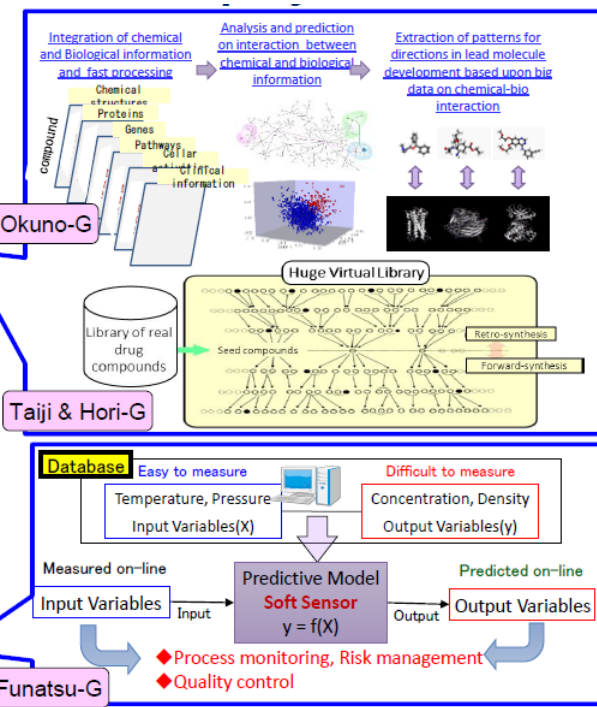 Integration of chemical
and Biological information
and fast processing
Analysis and prediction
on interaction between
chemical and biological
information
Extraction of patterns for
directions in lead molecule
development based upon big
data on chemical-bio
interaction
compound
Chemical
structures
Proteins
Genes
Pathways
Cellar
Clinical
information
Okuno-G
Huge Virtual Library
Library of real
drug
compounds
Seed compounds
Retro-synthesis
Forward-synthesis
Taiji & Hori-G
Database
Easy to measure
Difficult to measure
Temperature, Pressure
Input Variables(X)
Concentration, Density
Output Variables(y)
Measured on-line
Predicted on-line
Input Variables
Input
Predictive Model
Soft Sensor
y = f(X)
Output
Output Variables
◆Process monitoring, Risk management
◆Quality control
Funatsu-G